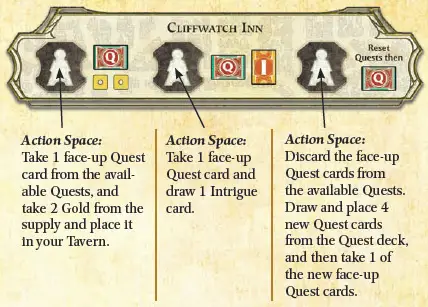 CLIFFWATCH INN
Q
Q
I
Reset
Quests then
Q
Action Space:
Take 1 face-up Quest
card from the avail-
able Quests, and
take 2 Gold from the
supply and place it
in your Tavern.
Action Space:
Take 1 face-up
Quest card and
draw 1 Intrigue
card.
Action Space:
Discard the face-up
Quest cards from
the available Quests.
Draw and place 4
new Quest cards
from the Quest deck,
and then take 1 of
the new face-up
Quest cards.